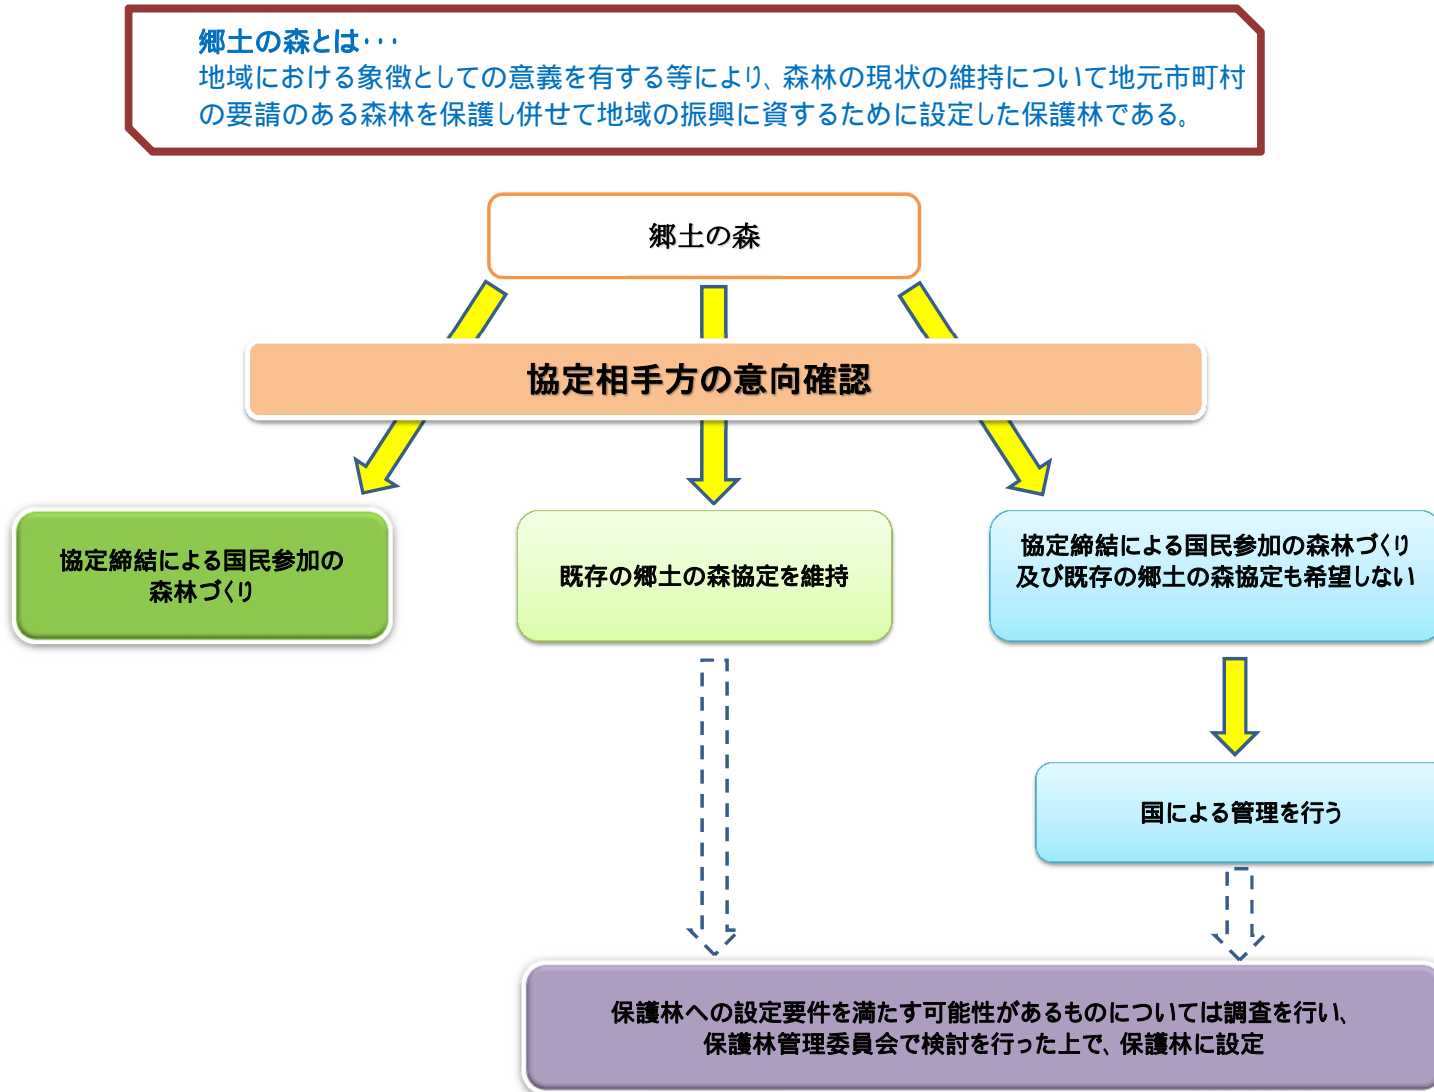 郷土の森とは・・・
地域における象徴としての意義を有する等により、森林の現状の維持について地元市町村
の要請のある森林を保護し併せて地域の振興に資するために設定した保護林である。
郷土の森
協定相手方の意向確認
協定締結による国民参加の
森林づくり
既存の郷土の森協定を維持
協定締結による国民参加の森林づくり
及び既存の郷土の森協定も希望しない
国による管理を行う
保護林への設定要件を満たす可能性があるものについては調査を行い、
保護林管理委員会で検討を行った上で、保護林に設定